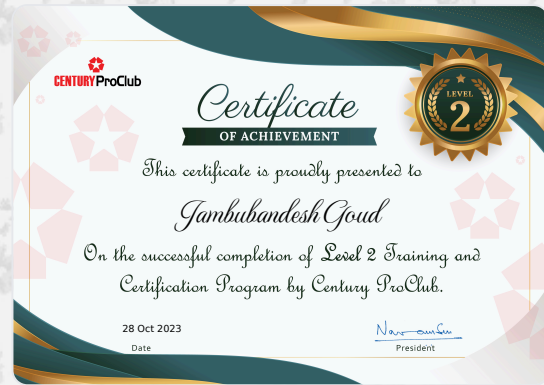 CENTURY ProClub
Certificate
OF ACHIEVEMENT
LEVEL
2
This certificate is proudly presented to
Jambubandesh Goud
On the successful completion of Level 2 Training and
Certification Program by Century ProClub.
28 Oct 2023
Date
President